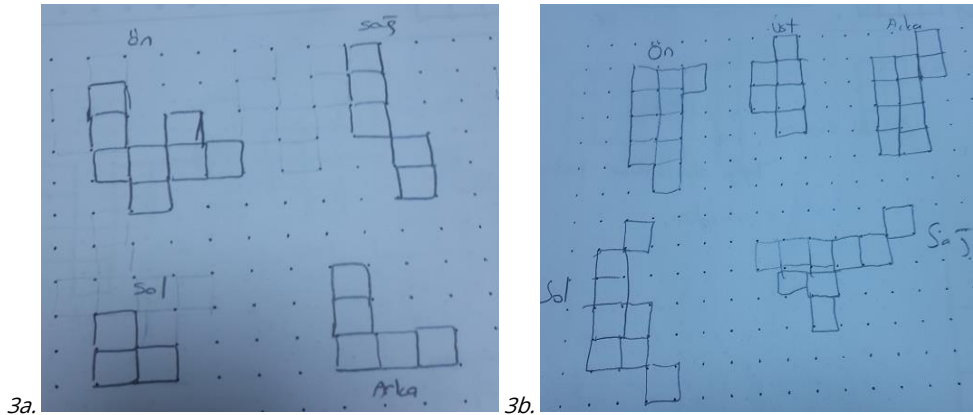 Ön
sağ
Sol
Arka
3a.
Ön
Üst
Arka
Sol
Sağ
3b.